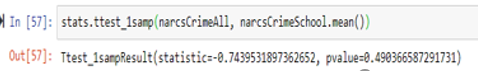 In [57]: stats.ttest_1samp(narcsCrimeAll, narcsCrimeSchool.mean())
Out[57]: Ttest_1sampResult(statistic=-0.7439531897362652, pvalue=0.490366587291731)